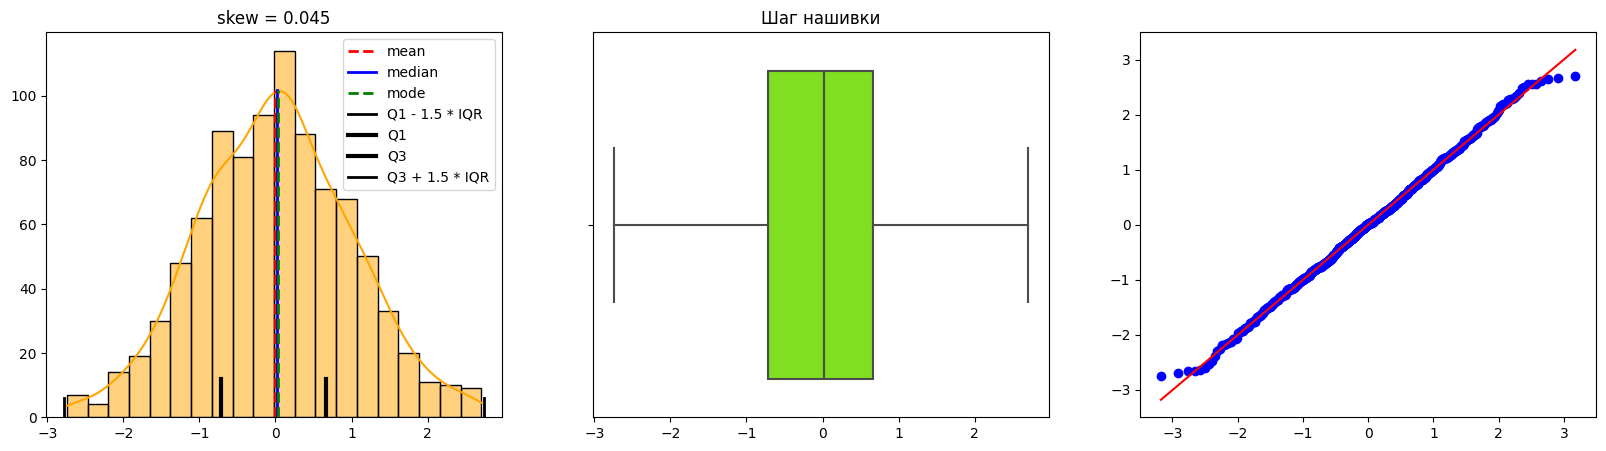 skew = 0.045
mean
median
mode
Q1 - 1.5 * IQR
Q1
Q3
Q3 + 1.5 * IQR
100
80
60
40
20
0
−3 −2 −1 0 1 2
Шаг нашивки
−3 −2 −1 0 1 2
3
2
1
0
−1
−2
−3
−3 −2 −1 0 1 2 3